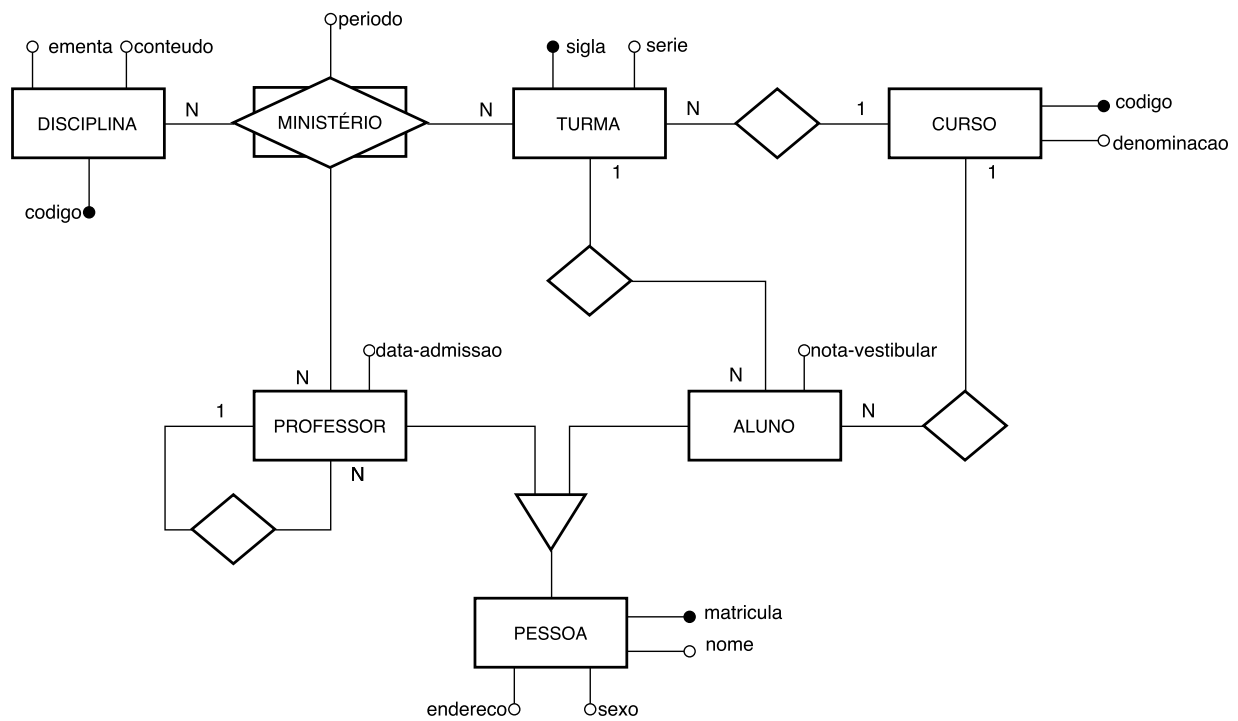 periodo
ementa
conteudo
sigla
serie
DISCIPLINA
N
MINISTÉRIO
N
TURMA
N
1
CURSO
codigo
denominacao
1
1
codigo
data-admissao
nota-vestibular
N
N
1
PROFESSOR
ALUNO
N
N
matricula
PESSOA
nome
endereco
sexo